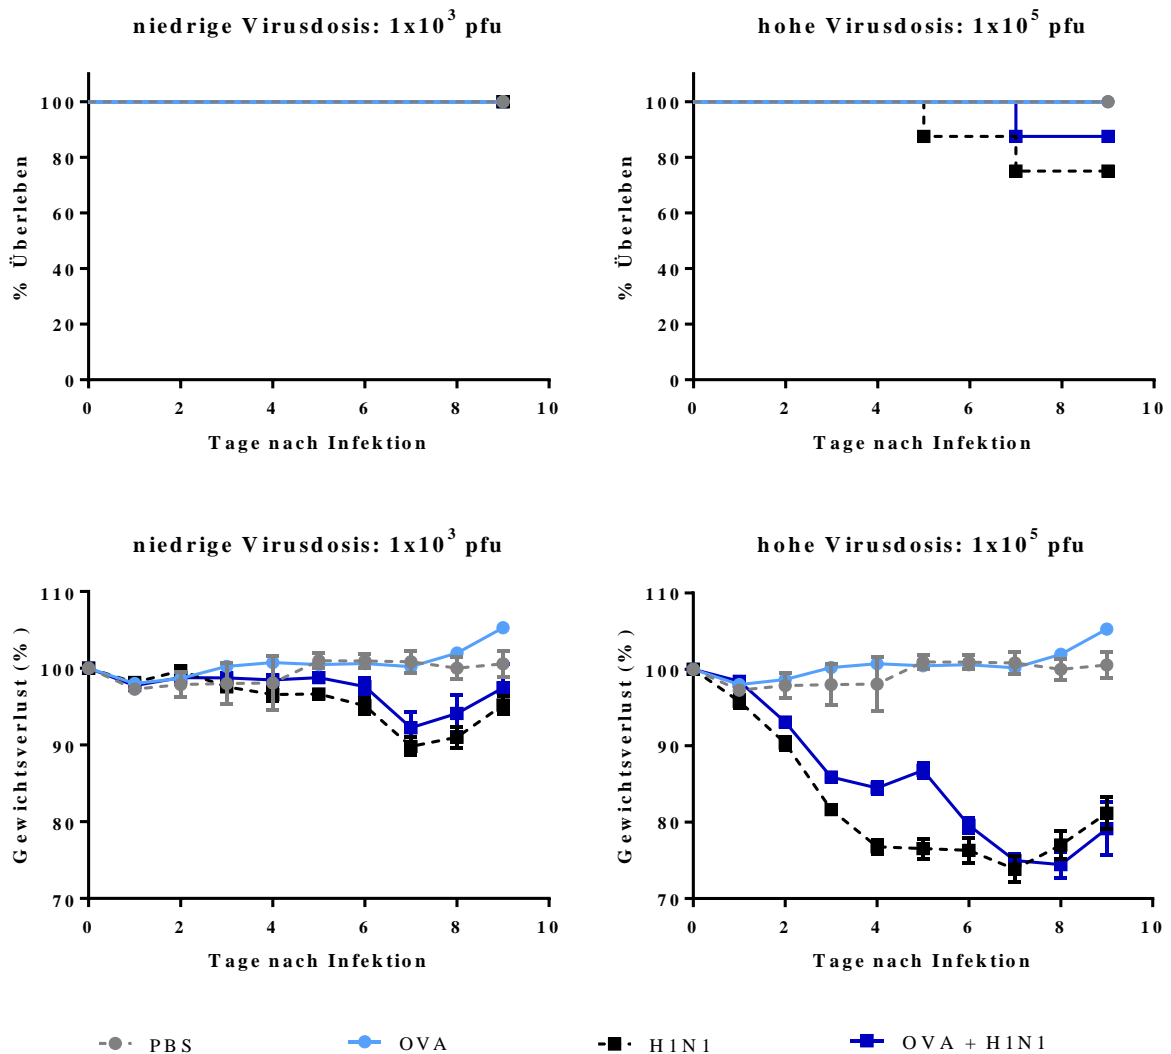 niedrige Virusdosis: 1x10³ pfu
% Überleben
100
80
60
40
20
0
0 2 4 6 8 10
Tage nach Infektion
hohe Virusdosis: 1x10⁵ pfu
% Überleben
100
80
60
40
20
0
0 2 4 6 8 10
Tage nach Infektion
niedrige Virusdosis: 1x10³ pfu
Gewichtsverlust (%)
110
100
90
80
70
0 2 4 6 8 10
Tage nach Infektion
hohe Virusdosis: 1x10⁵ pfu
Gewichtsverlust (%)
110
100
90
80
70
0 2 4 6 8 10
Tage nach Infektion
PBS OVA H1N1 OVA + H1N1